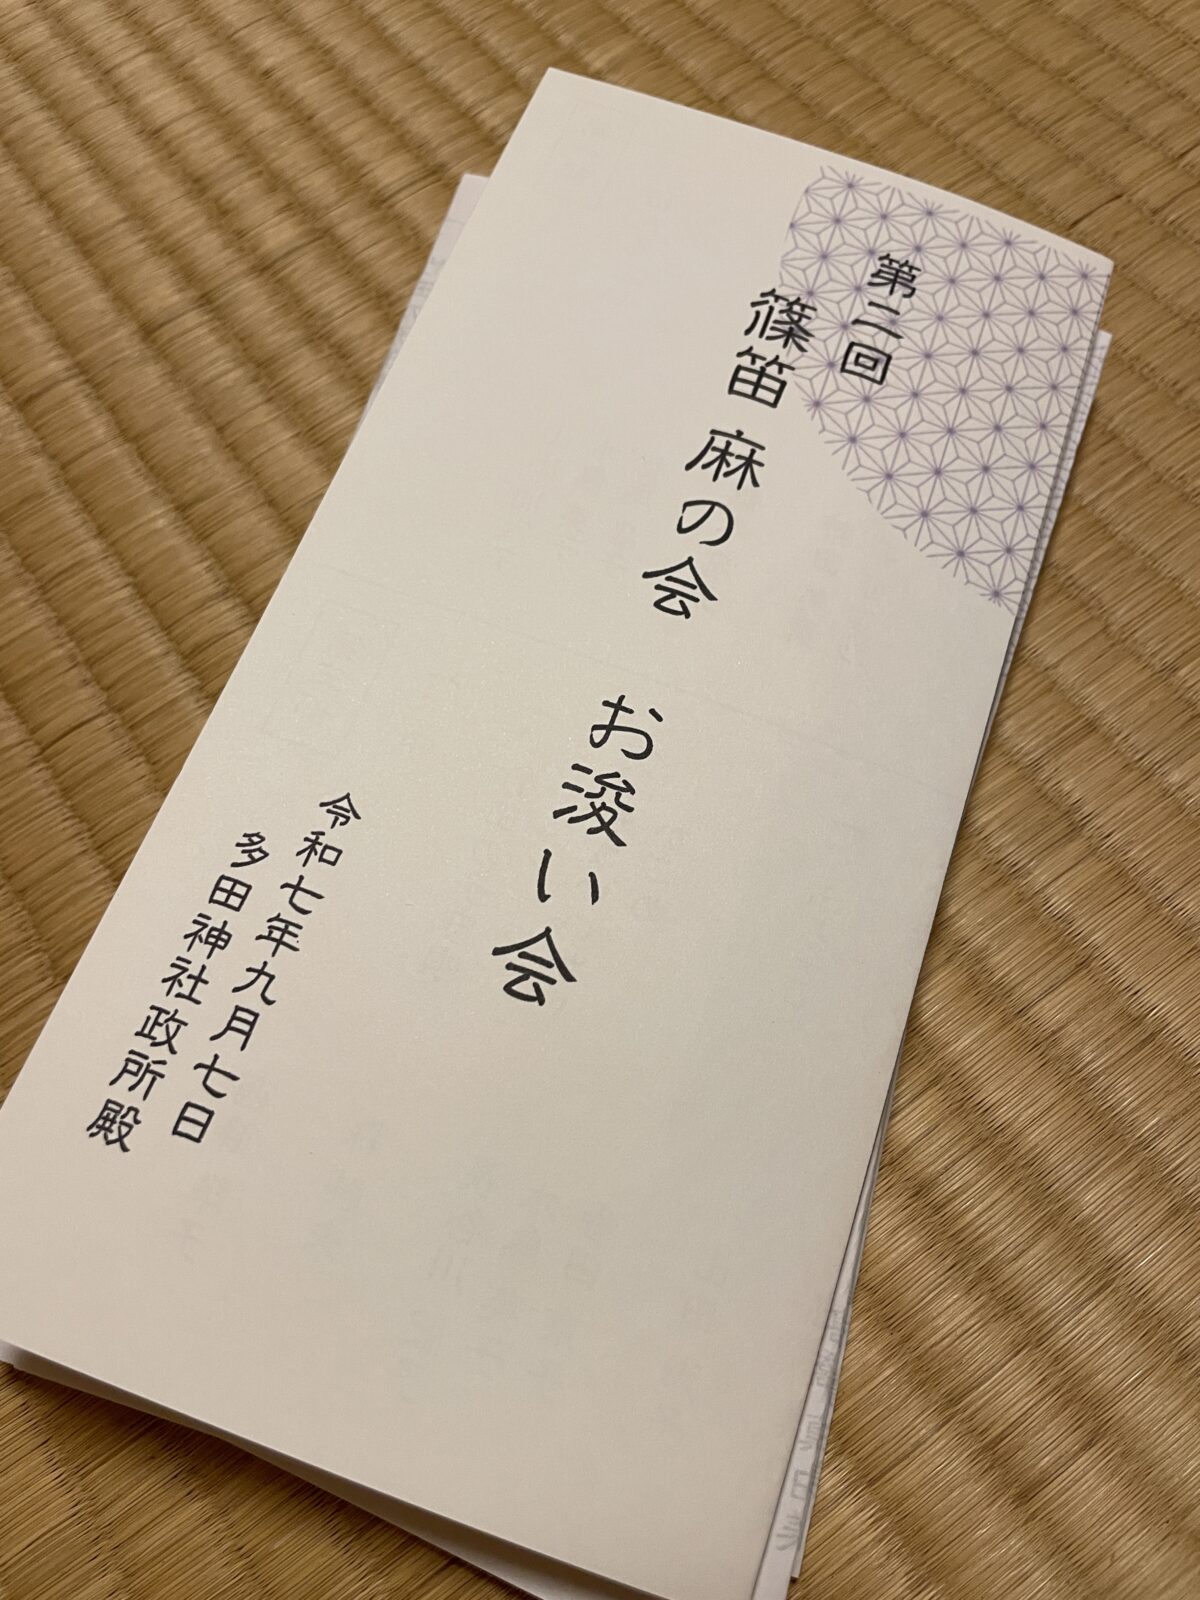 第二回
篠笛 麻の会 お浚い会
令和七年九月七日
多田神社政所殿